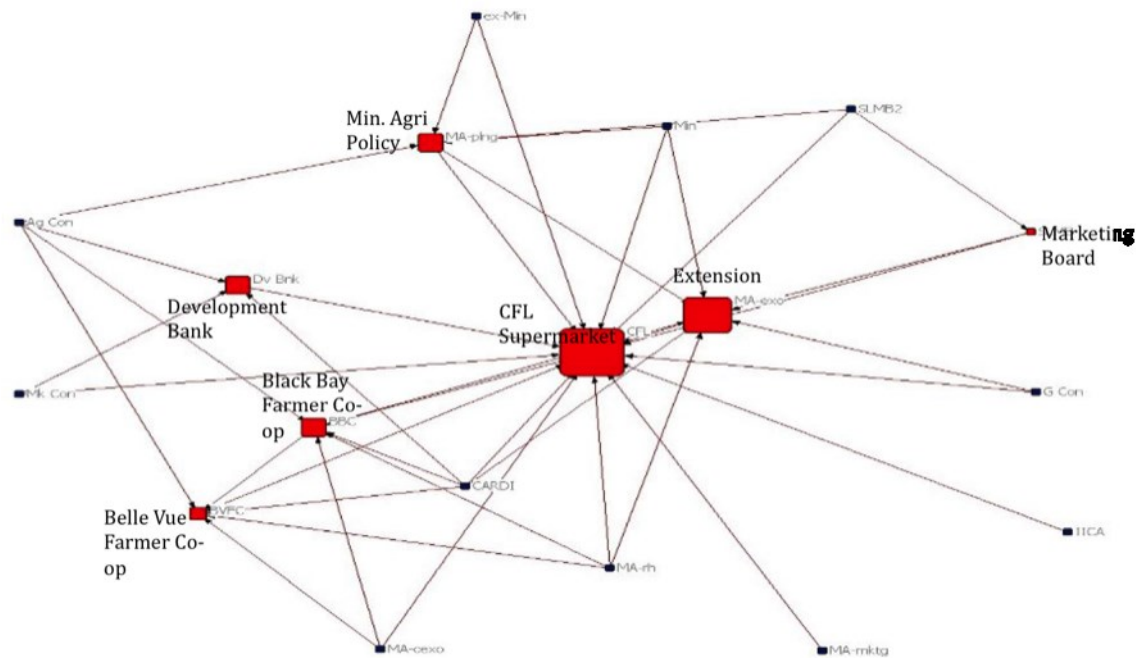 ex-Min
SLMB2
Min. Agri
Policy
MA-plng
Min
Ag Con
Marketing
Board
Extension
MA-exo
Dv Bnk
Development
Bank
CFL
Supermarket
CFL
Mk Con
G Con
Black Bay
Farmer Co-
op
BBC
CARDI
BVFC
Belle Vue
Farmer Co-
op
IICA
MA-rh
MA-cexo
MA-mktg